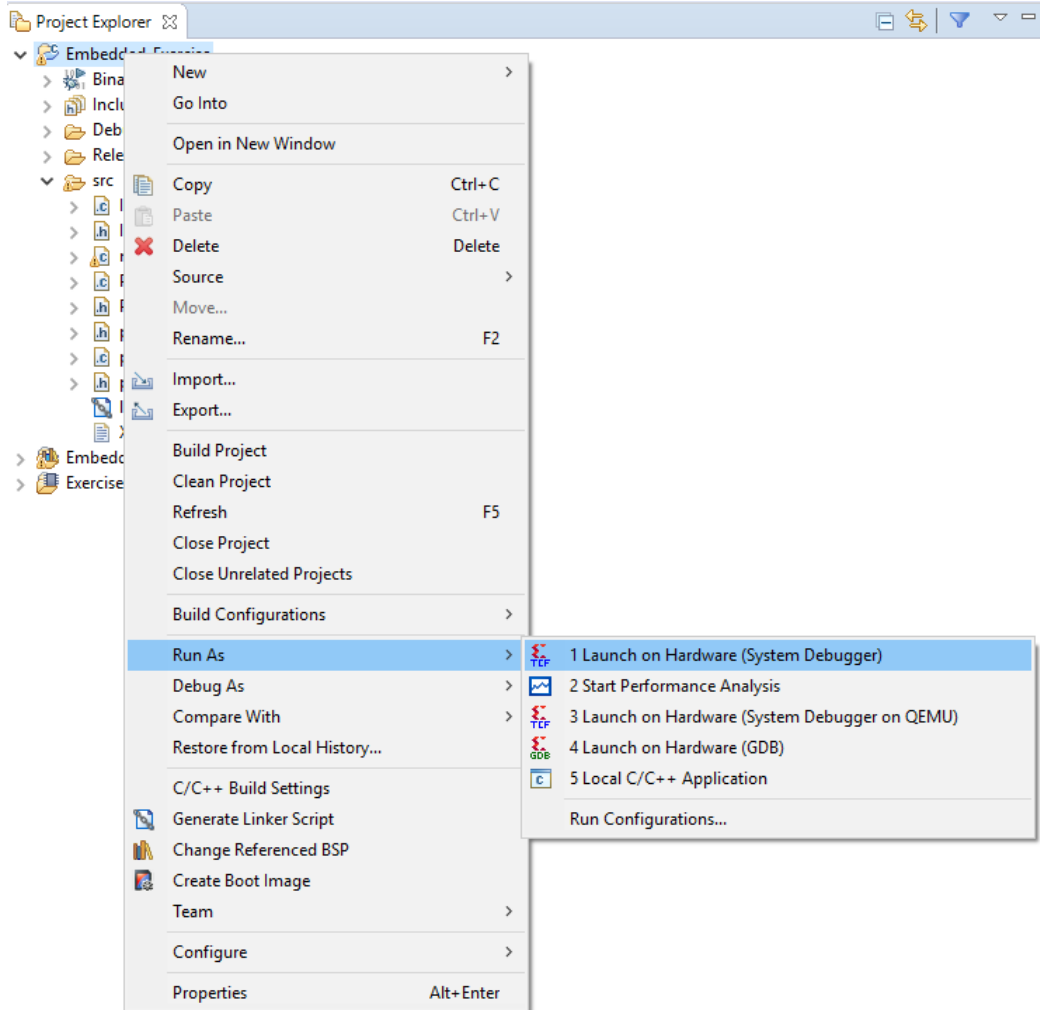 Project Explorer
Embedded_Exercise
Bina
Inclu
Deb
Rele
src
Embedd
Exercise
New
Go Into
Open in New Window
Copy Ctrl+C
Paste Ctrl+V
Delete Delete
Source
Move...
Rename... F2
Import...
Export...
Build Project
Clean Project
Refresh F5
Close Project
Close Unrelated Projects
Build Configurations
Run As
Debug As
Compare With
Restore from Local History...
C/C++ Build Settings
Generate Linker Script
Change Referenced BSP
Create Boot Image
Team
Configure
Properties Alt+Enter
1 Launch on Hardware (System Debugger)
2 Start Performance Analysis
3 Launch on Hardware (System Debugger on QEMU)
4 Launch on Hardware (GDB)
5 Local C/C++ Application
Run Configurations...